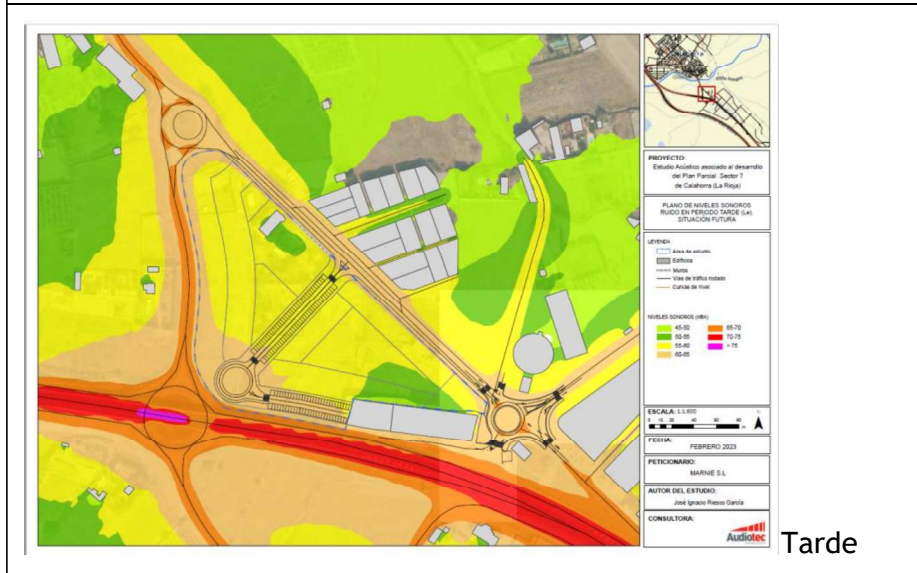 PROYECTO:
Estudio Acústico asociado al desarrollo
del Plan Parcial Sector 7
de Calahorra (La Rioja)
PLANO DE NIVELES SONOROS
RUIDO EN PERIODO TARDE (Le).
SITUACIÓN FUTURA
LEYENDA
Área de estudio
Edificios
Muros
Vías de tráfico rodado
Curvas de nivel
NIVELES SONOROS (dBA)
45-50
50-55
55-60
60-65
65-70
70-75
> 75
ESCALA: 1:1.600
FECHA:
FEBRERO 2023
PETICIONARIO:
MARNIE S.L
AUTOR DEL ESTUDIO:
José Ignacio Riesco García
CONSULTORA:
Audiotec
Tarde